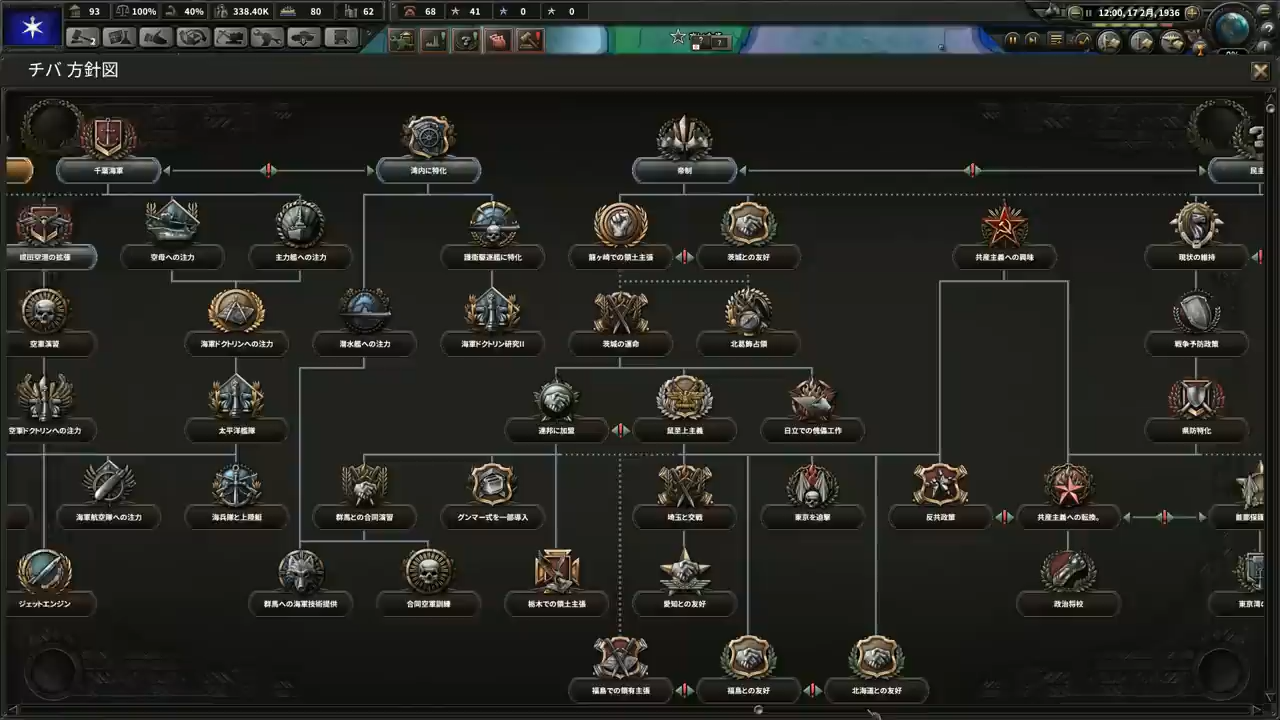 93 100% 40% 338.40K 80 62 68 41 0 0 12:00, 17 2月, 1936
チバ 方針図
千葉海軍 湾内に特化 帝制
成田空港の拡張 空母への注力 主力艦への注力 護衛駆逐艦に特化 龍ヶ崎での領土主張 茨城との友好 共産主義への興味 現状の維持
空軍演習 海軍ドクトリンへの注力 潜水艦への注力 海軍ドクトリン研究II 茨城の運命 北葛飾占領 戦争予防政策
空軍ドクトリンへの注力 太平洋艦隊 連邦に加盟 鼠至上主義 日立での傀儡工作 県防特化
海軍航空隊への注力 海兵隊と上陸艇 群馬との合同演習 グンマー式を一部導入 埼玉と交戦 東京を迫撃 反共政策 共産主義への転換。
ジェットエンジン 群馬への海軍技術提供 合同空軍訓練 栃木での領土主張 愛知との友好 政治将校
福島での領有主張 福島との友好 北海道との友好